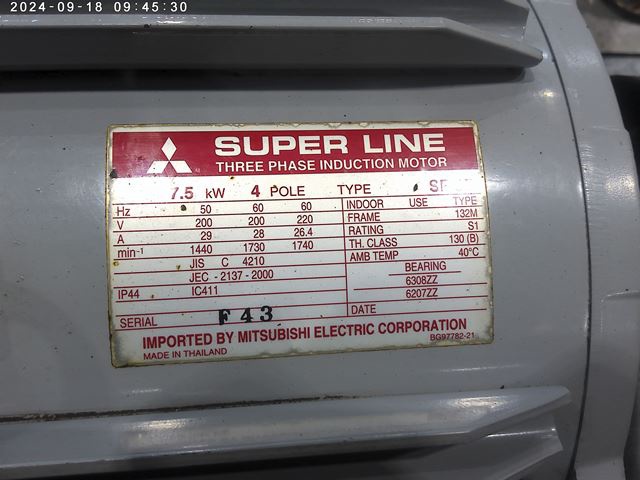 2024-09-18 09:45:30
SUPER LINE
THREE PHASE INDUCTION MOTOR
7.5 kW 4 POLE TYPE
Hz 50 60 60
V 200 200 220
A 29 28 26.4
min-1 1440 1730 1740
JIS C 4210
JEC - 2137 - 2000
IP44 IC411
SERIAL F43
INDOOR USE TYPE
FRAME 132M
RATING S1
TH. CLASS 130 (B)
AMB TEMP 40°C
BEARING
6308ZZ
6207ZZ
DATE
IMPORTED BY MITSUBISHI ELECTRIC CORPORATION
MADE IN THAILAND
BG97782-21